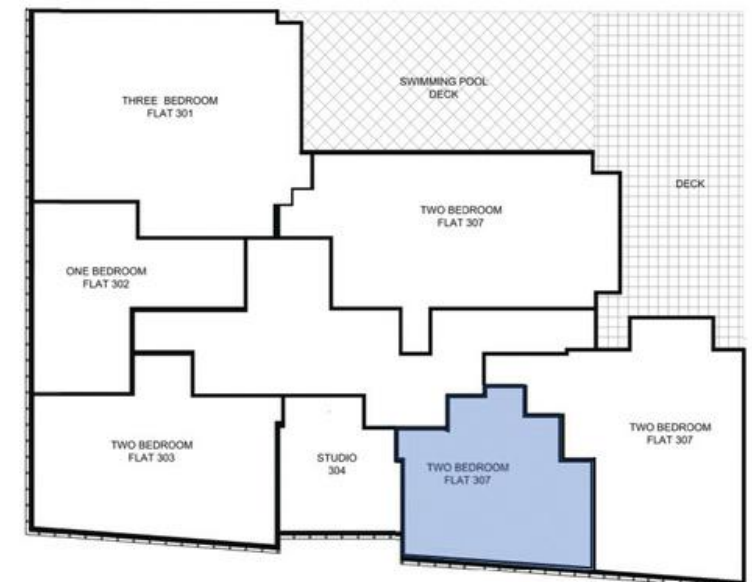 THREE BEDROOM
FLAT 301
SWIMMING POOL
DECK
DECK
TWO BEDROOM
FLAT 307
ONE BEDROOM
FLAT 302
TWO BEDROOM
FLAT 303
STUDIO
304
TWO BEDROOM
FLAT 307
TWO BEDROOM
FLAT 307